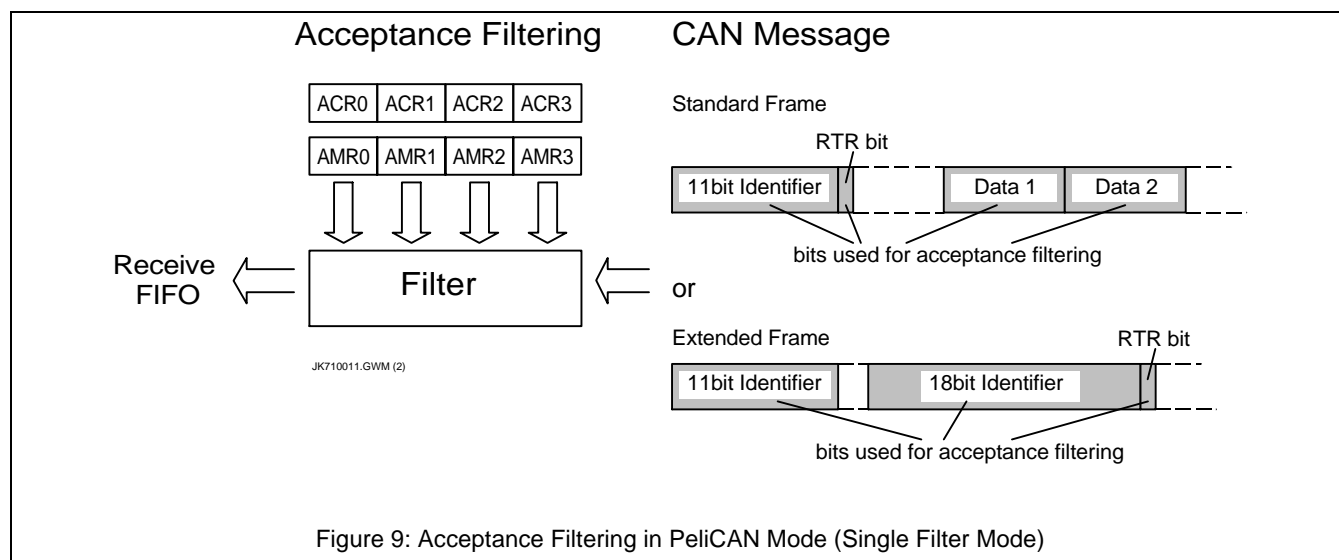 Acceptance Filtering
ACR0 ACR1 ACR2 ACR3
AMR0 AMR1 AMR2 AMR3
Filter
Receive
FIFO
JK710011.GWM (2)
CAN Message
Standard Frame
RTR bit
11bit Identifier
Data 1
Data 2
bits used for acceptance filtering
or
Extended Frame
RTR bit
11bit Identifier
18bit Identifier
bits used for acceptance filtering
Figure 9: Acceptance Filtering in PeliCAN Mode (Single Filter Mode)